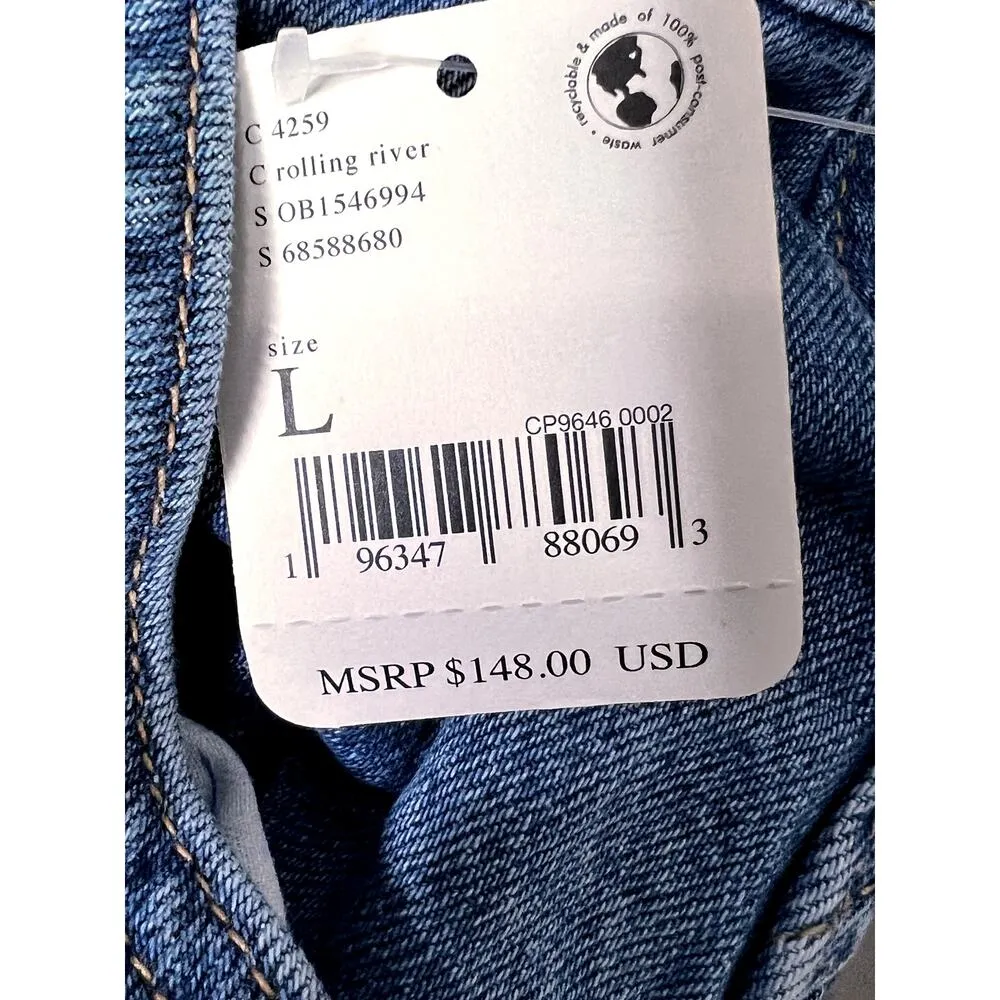 recyclable & made of 100% post-consumer waste •
C 4259
C rolling river
S OB1546994
S 68588680
size
L
CP9646 0002
1 96347 88069 3
MSRP $148.00 USD